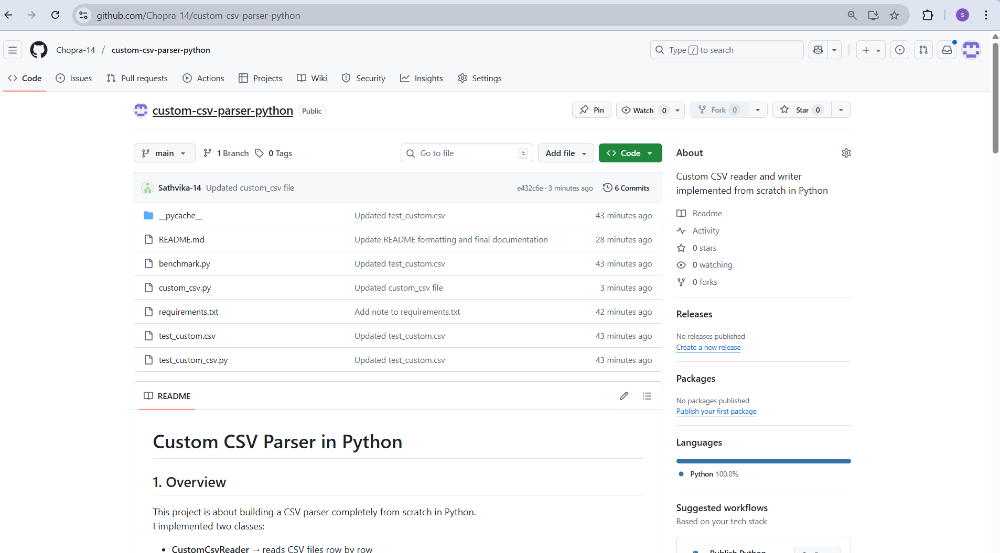 github.com/Chopra-14/custom-csv-parser-python
S
Chopra-14 / custom-csv-parser-python
Type / to search
Code Issues Pull requests Actions Projects Wiki Security Insights Settings
custom-csv-parser-python Public
Pin Watch 0 Fork 0 Star 0
main 1 Branch 0 Tags Go to file t Add file Code
Sathvika-14 Updated custom_csv file e432c6e · 3 minutes ago 6 Commits
__pycache__ Updated test_custom.csv 43 minutes ago
README.md Update README formatting and final documentation 28 minutes ago
benchmark.py Updated test_custom.csv 43 minutes ago
custom_csv.py Updated custom_csv file 3 minutes ago
requirements.txt Add note to requirements.txt 42 minutes ago
test_custom.csv Updated test_custom.csv 43 minutes ago
test_custom_csv.py Updated test_custom.csv 43 minutes ago
README
Custom CSV Parser in Python
1. Overview
This project is about building a CSV parser completely from scratch in Python.
I implemented two classes:
• CustomCsvReader → reads CSV files row by row
About
Custom CSV reader and writer
implemented from scratch in Python
Readme
Activity
0 stars
0 watching
0 forks
Releases
No releases published
Create a new release
Packages
No packages published
Publish your first package
Languages
Python 100.0%
Suggested workflows
Based on your tech stack
Publish Python